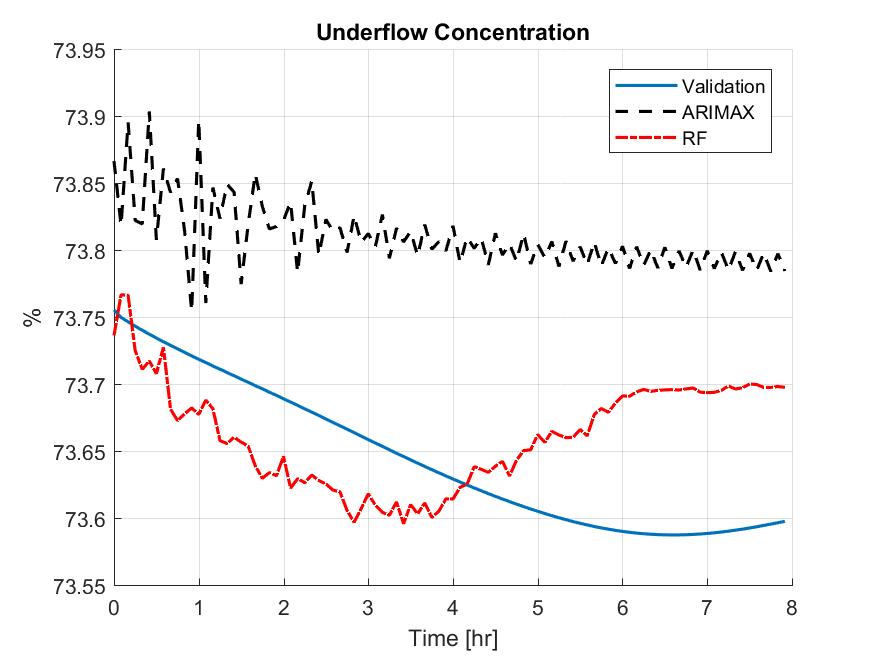 Underflow Concentration
73.95
73.9
73.85
73.8
73.75
73.7
73.65
73.6
73.55
%
Validation
ARIMAX
RF
0 1 2 3 4 5 6 7 8
Time [hr]